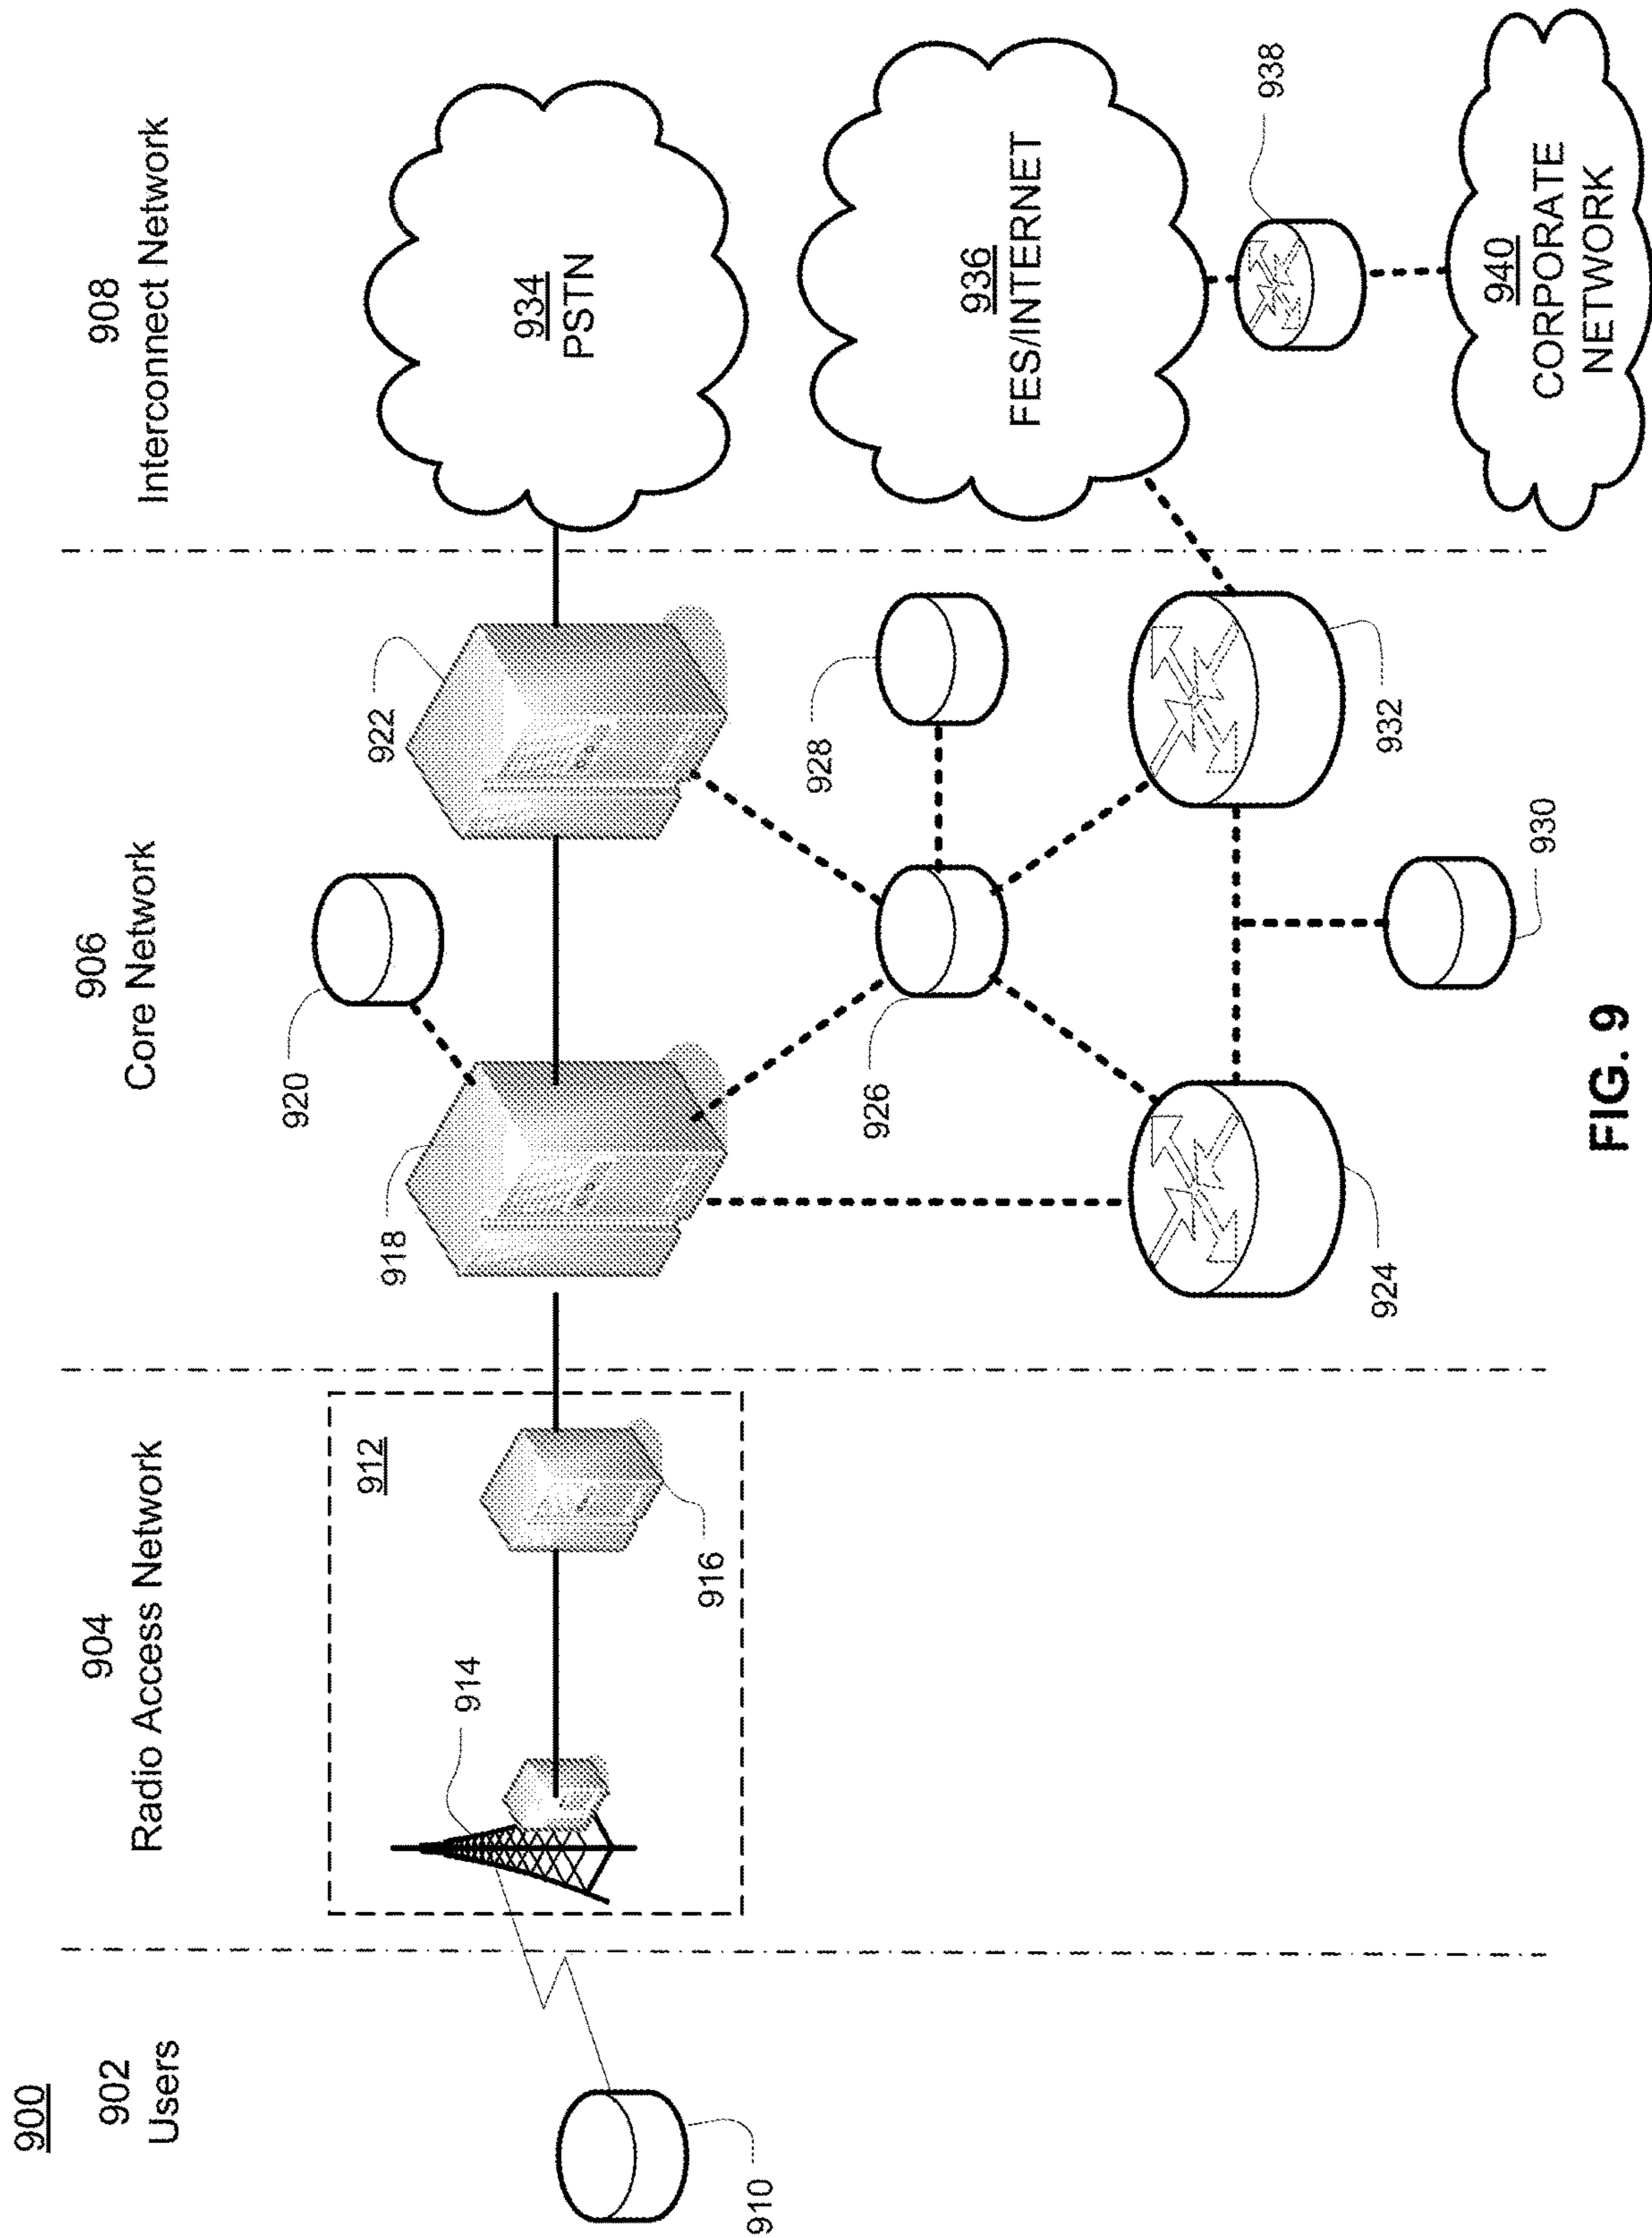 900
902
Users
904
Radio Access Network
906
Core Network
908
Interconnect Network
910
912
914
916
918
920
922
924
926
928
930
932
934
PSTN
936
FES/INTERNET
938
940
CORPORATE
NETWORK
FIG. 9